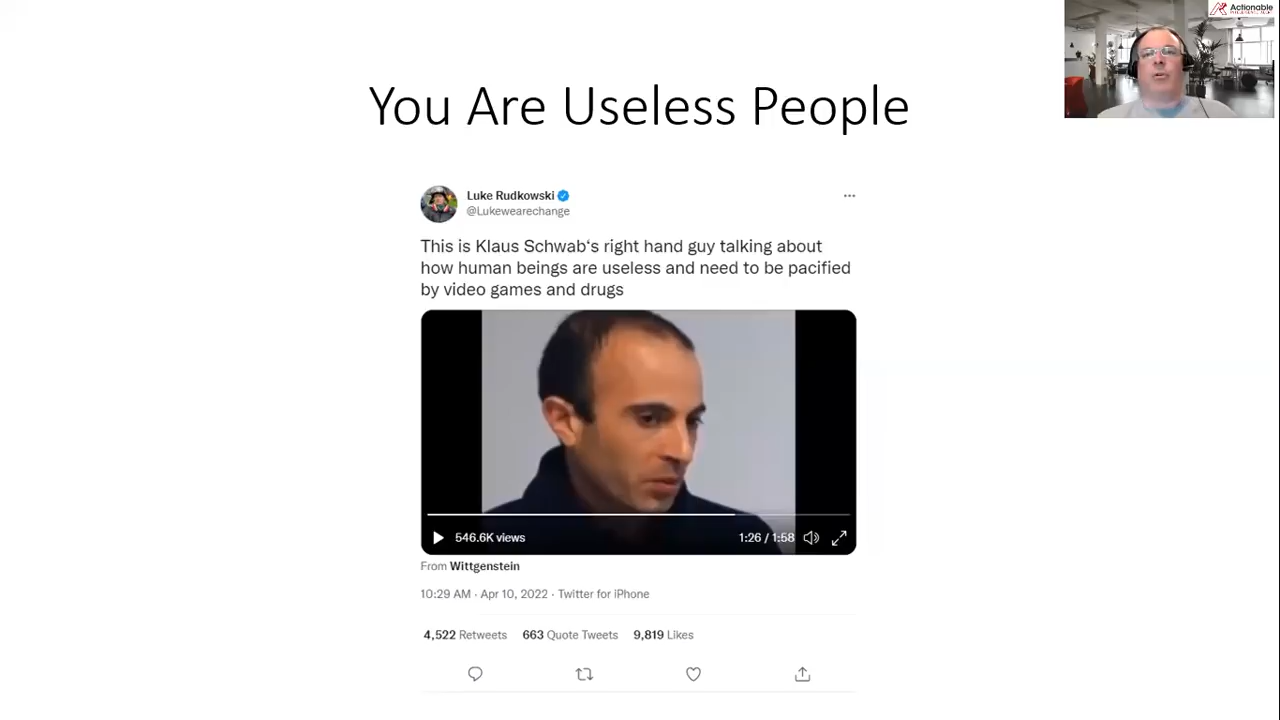 Actionable
You Are Useless People
Luke Rudkowski
@Lukewearechange
This is Klaus Schwab‘s right hand guy talking about
how human beings are useless and need to be pacified
by video games and drugs
546.6K views
1:26 / 1:58
From Wittgenstein
10:29 AM · Apr 10, 2022 · Twitter for iPhone
4,522 Retweets 663 Quote Tweets 9,819 Likes